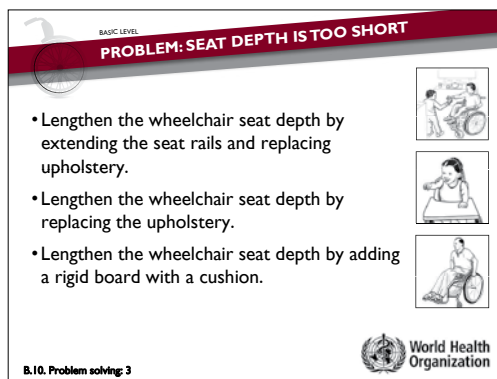 BASIC LEVEL
PROBLEM: SEAT DEPTH IS TOO SHORT
• Lengthen the wheelchair seat depth by
extending the seat rails and replacing
upholstery.
• Lengthen the wheelchair seat depth by
replacing the upholstery.
• Lengthen the wheelchair seat depth by adding
a rigid board with a cushion.
World Health
Organization
B.10. Problem solving: 3